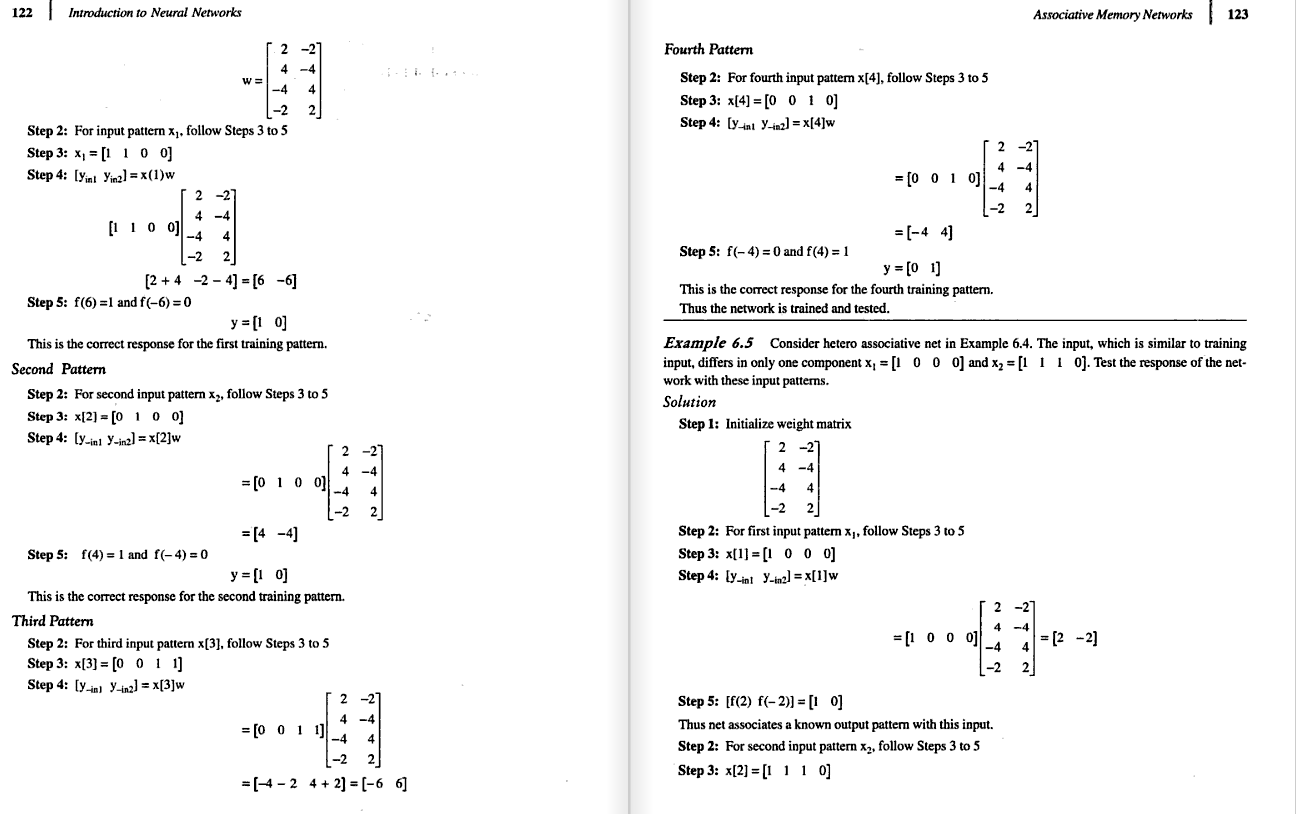 122 | Introduction to Neural Networks
w = [ 2 −2
4 −4
−4 4
−2 2 ]
Step 2: For input pattern x₁, follow Steps 3 to 5
Step 3: x₁ = [1 1 0 0]
Step 4: [yᵢₙ₁ yᵢₙ₂] = x(1)w
[1 1 0 0] [ 2 −2
4 −4
−4 4
−2 2 ]
[2 + 4 −2 − 4] = [6 −6]
Step 5: f(6) =1 and f(−6) = 0
y = [1 0]
This is the correct response for the first training pattern.
Second Pattern
Step 2: For second input pattern x₂, follow Steps 3 to 5
Step 3: x[2] = [0 1 0 0]
Step 4: [y₋ᵢₙ₁ y₋ᵢₙ₂] = x[2]w
= [0 1 0 0] [ 2 −2
4 −4
−4 4
−2 2 ]
= [4 −4]
Step 5: f(4) = 1 and f(− 4) = 0
y = [1 0]
This is the correct response for the second training pattern.
Third Pattern
Step 2: For third input pattern x[3], follow Steps 3 to 5
Step 3: x[3] = [0 0 1 1]
Step 4: [y₋ᵢₙ₁ y₋ᵢₙ₂] = x[3]w
= [0 0 1 1] [ 2 −2
4 −4
−4 4
−2 2 ]
= [−4 − 2 4 + 2] = [−6 6]
Associative Memory Networks | 123
Fourth Pattern
Step 2: For fourth input pattern x[4], follow Steps 3 to 5
Step 3: x[4] = [0 0 1 0]
Step 4: [y₋ᵢₙ₁ y₋ᵢₙ₂] = x[4]w
= [0 0 1 0] [ 2 −2
4 −4
−4 4
−2 2 ]
= [−4 4]
Step 5: f(− 4) = 0 and f(4) = 1
y = [0 1]
This is the correct response for the fourth training pattern.
Thus the network is trained and tested.
Example 6.5 Consider hetero associative net in Example 6.4. The input, which is similar to training
input, differs in only one component x₁ = [1 0 0 0] and x₂ = [1 1 1 0]. Test the response of the net-
work with these input patterns.
Solution
Step 1: Initialize weight matrix
[ 2 −2
4 −4
−4 4
−2 2 ]
Step 2: For first input pattern x₁, follow Steps 3 to 5
Step 3: x[1] = [1 0 0 0]
Step 4: [y₋ᵢₙ₁ y₋ᵢₙ₂] = x[1]w
= [1 0 0 0] [ 2 −2
4 −4
−4 4
−2 2 ] = [2 −2]
Step 5: [f(2) f(− 2)] = [1 0]
Thus net associates a known output pattern with this input.
Step 2: For second input pattern x₂, follow Steps 3 to 5
Step 3: x[2] = [1 1 1 0]